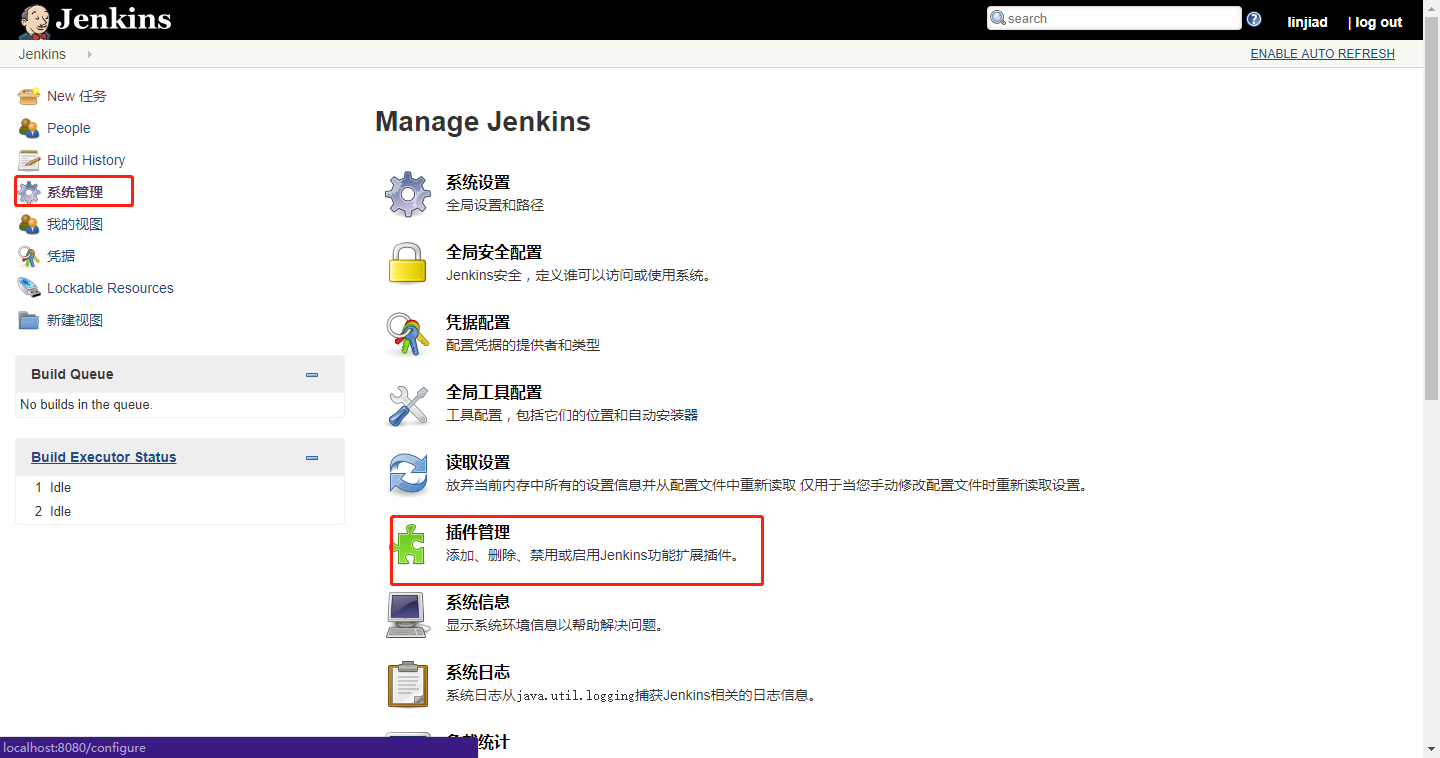 Jenkins
search
linjiad
| log out
Jenkins
ENABLE AUTO REFRESH
New 任务
People
Build History
系统管理
我的视图
凭据
Lockable Resources
新建视图
Build Queue
No builds in the queue.
Build Executor Status
1 Idle
2 Idle
Manage Jenkins
系统设置
全局设置和路径
全局安全配置
Jenkins安全，定义谁可以访问或使用系统。
凭据配置
配置凭据的提供者和类型
全局工具配置
工具配置，包括它们的位置和自动安装器
读取设置
放弃当前内存中所有的设置信息并从配置文件中重新读取 仅用于当您手动修改配置文件时重新读取设置。
插件管理
添加、删除、禁用或启用Jenkins功能扩展插件。
系统信息
显示系统环境信息以帮助解决问题。
系统日志
系统日志从java.util.logging捕获Jenkins相关的日志信息。
负载统计
localhost:8080/configure